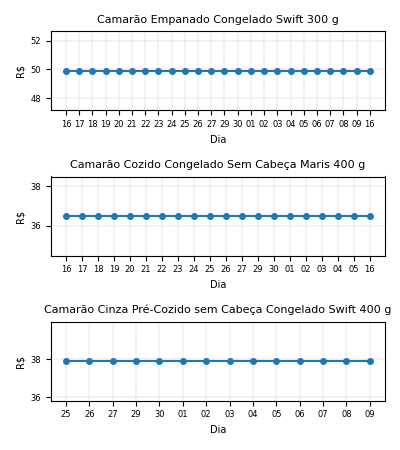 Camarão Empanado Congelado Swift 300 g
52
50
48
R$
16 17 18 19 20 21 22 23 24 25 26 27 29 30 01 02 03 04 05 06 07 08 09 16
Dia
Camarão Cozido Congelado Sem Cabeça Maris 400 g
38
36
R$
16 17 18 19 20 21 22 23 24 25 26 27 29 30 01 02 03 04 05 16
Dia
Camarão Cinza Pré-Cozido sem Cabeça Congelado Swift 400 g
38
36
R$
25 26 27 29 30 01 02 03 04 05 06 07 08 09
Dia